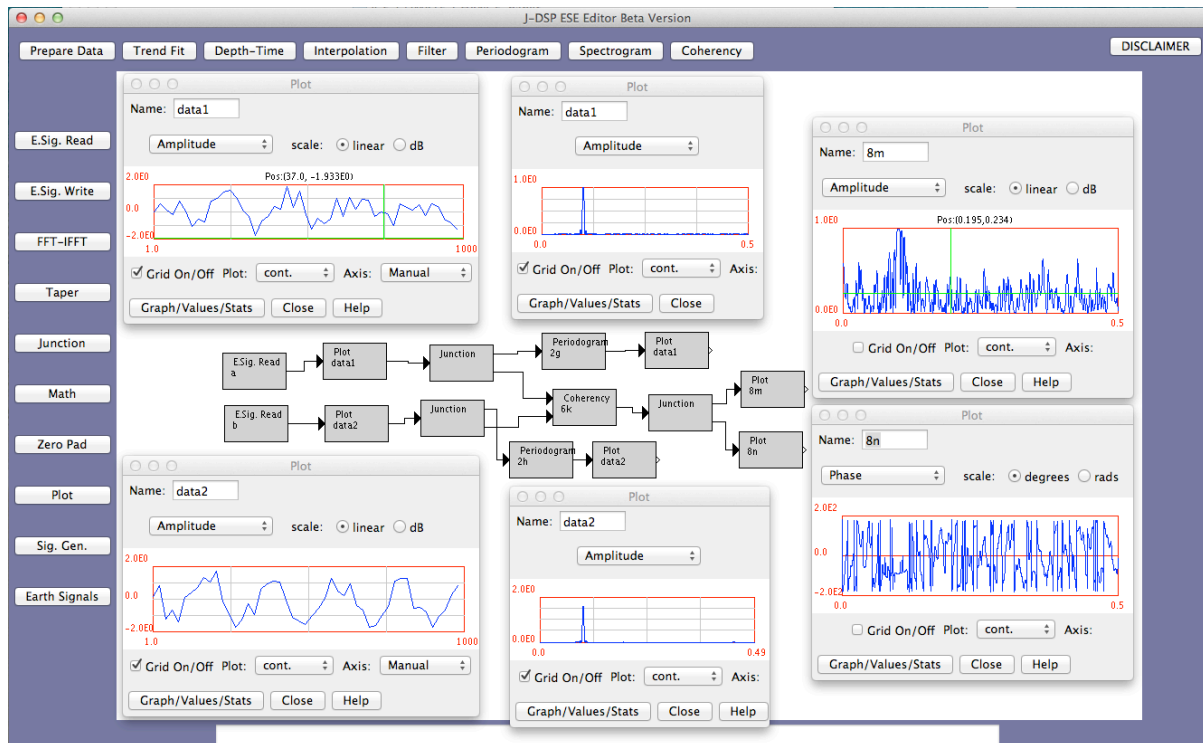 J-DSP ESE Editor Beta Version
Prepare Data Trend Fit Depth-Time Interpolation Filter Periodogram Spectrogram Coherency DISCLAIMER
E.Sig. Read
E.Sig. Write
FFT-IFFT
Taper
Junction
Math
Zero Pad
Plot
Sig. Gen.
Earth Signals
Plot
Name: data1
Amplitude scale: linear dB
Pos:(37.0, -1.933E0)
2.0E0
0.0
-2.0E0
1.0 1000
Grid On/Off Plot: cont. Axis: Manual
Graph/Values/Stats Close Help
Plot
Name: data1
Amplitude
1.0E0
0.0E0
0.0 0.5
Grid On/Off Plot: cont. Axis:
Graph/Values/Stats Close
Plot
Name: 8m
Amplitude scale: linear dB
Pos:(0.195,0.234)
1.0E0
0.0E0
0.0 0.5
Grid On/Off Plot: cont. Axis:
Graph/Values/Stats Close Help
E.Sig. Read
a
Plot
data1
Junction
Periodogram
2g
Plot
data1
E.Sig. Read
b
Plot
data2
Junction
Coherency
6k
Junction
Plot
8m
Plot
8n
Periodogram
2h
Plot
data2
Plot
Name: 8n
Phase scale: degrees rads
2.0E2
0.0
-2.0E2
0.0 0.5
Grid On/Off Plot: cont. Axis:
Graph/Values/Stats Close Help
Plot
Name: data2
Amplitude scale: linear dB
2.0E0
0.0
-2.0E0
1.0 1000
Grid On/Off Plot: cont. Axis: Manual
Graph/Values/Stats Close Help
Plot
Name: data2
Amplitude
2.0E0
0.0E0
0.0 0.49
Grid On/Off Plot: cont. Axis:
Graph/Values/Stats Close Help